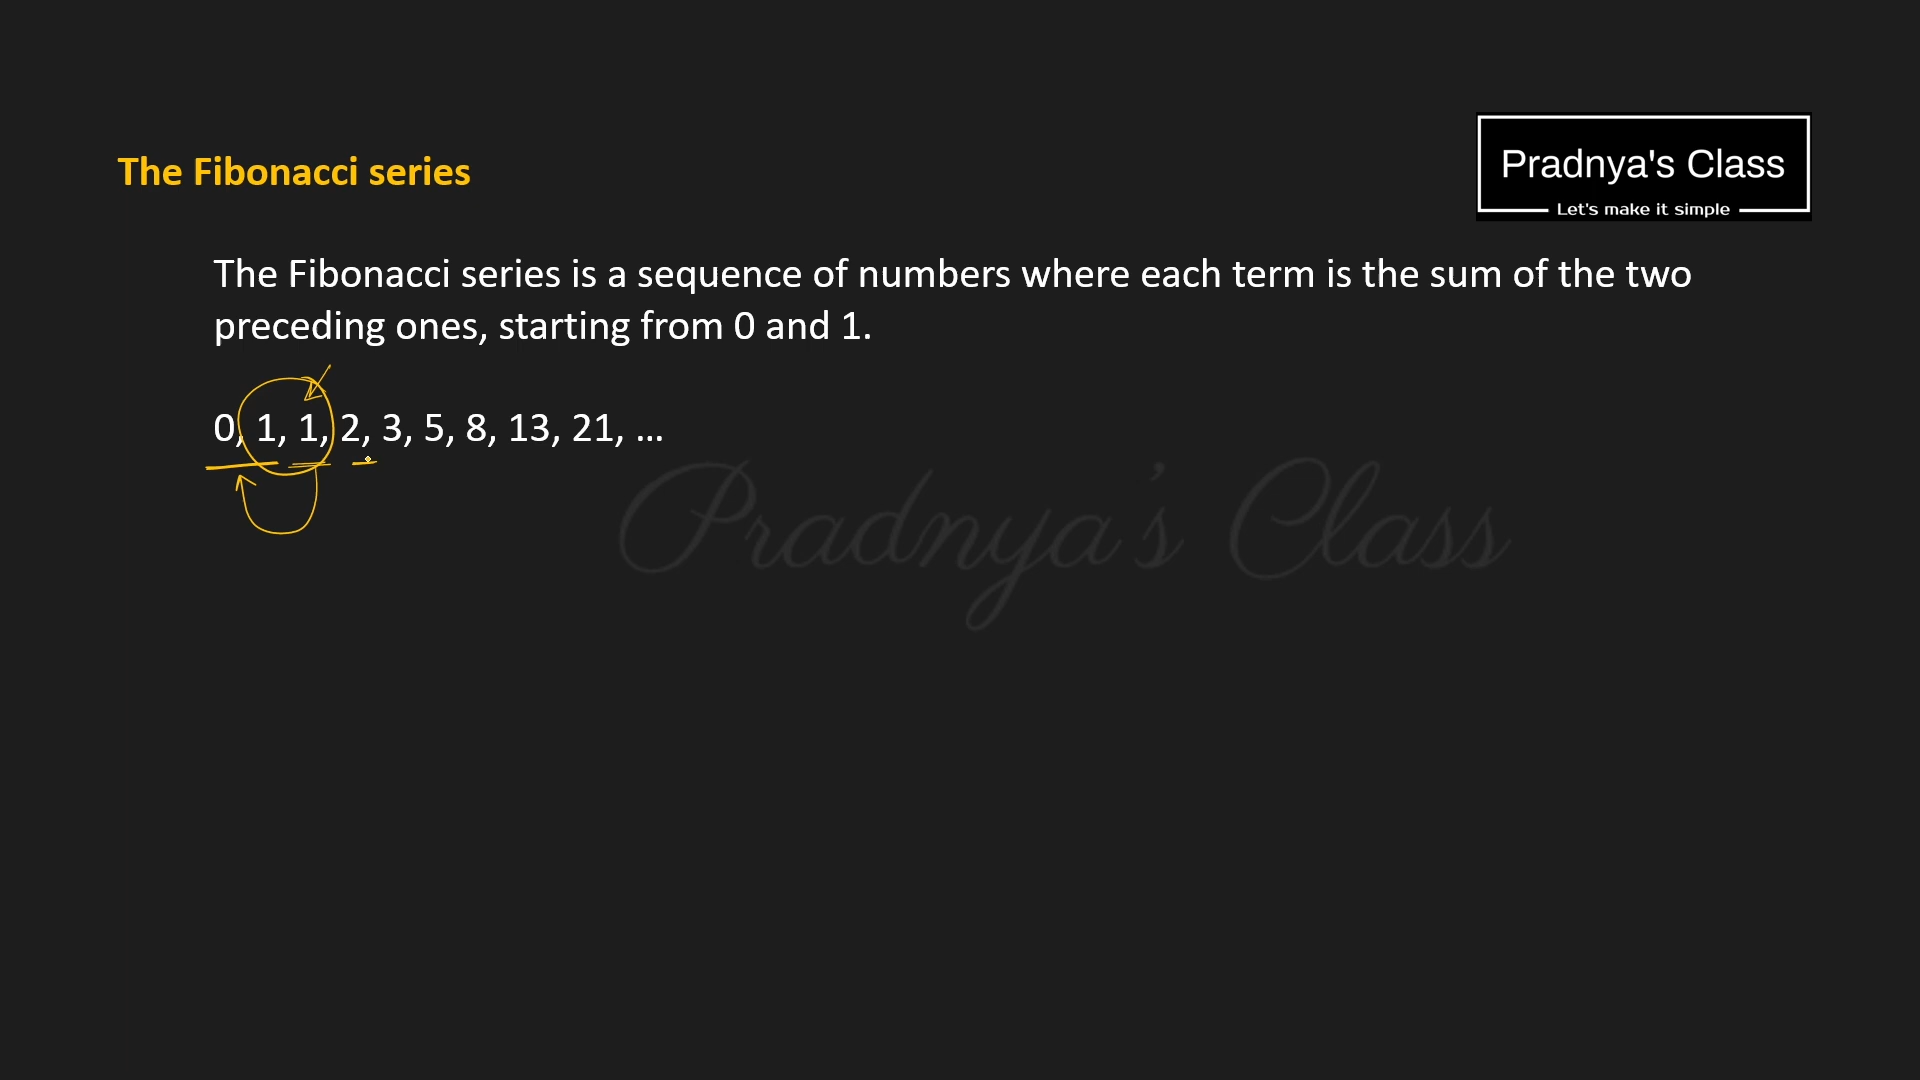 The Fibonacci series
Pradnya's Class
Let's make it simple
The Fibonacci series is a sequence of numbers where each term is the sum of the two
preceding ones, starting from 0 and 1.
0, 1, 1, 2, 3, 5, 8, 13, 21, ...
Pradnya's Class